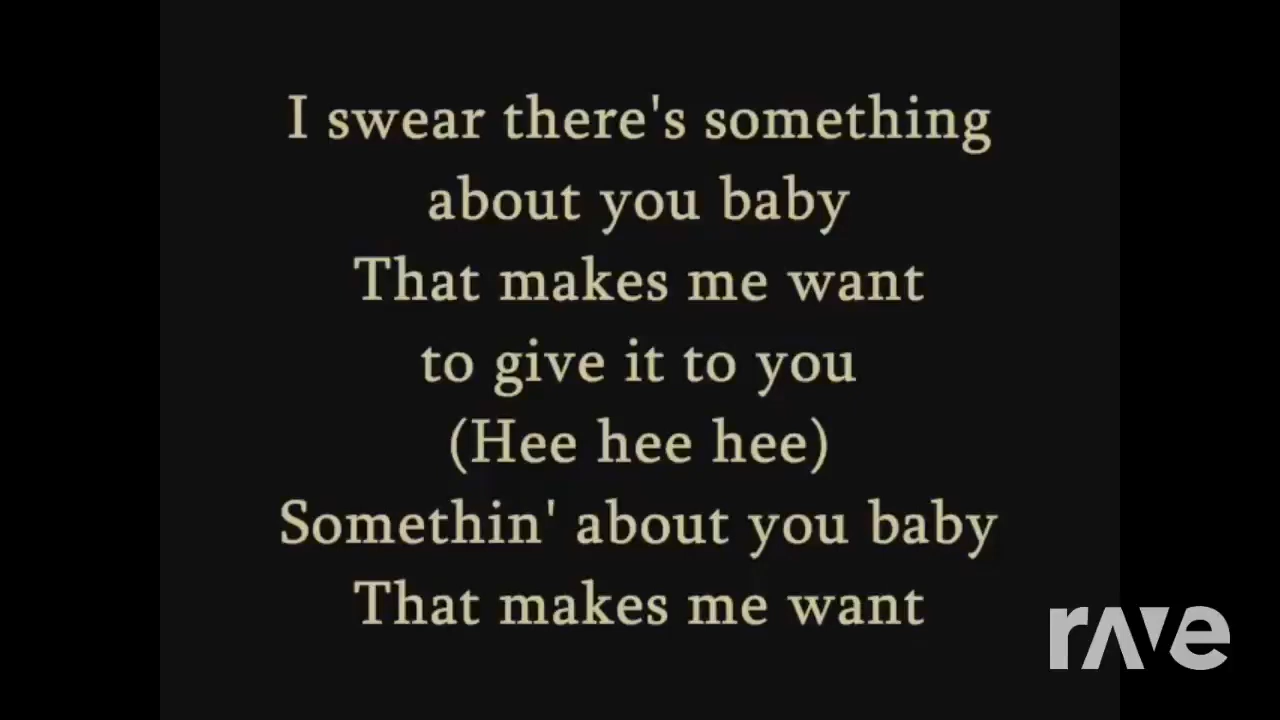 I swear there's something
about you baby
That makes me want
to give it to you
(Hee hee hee)
Somethin' about you baby
That makes me want
rave